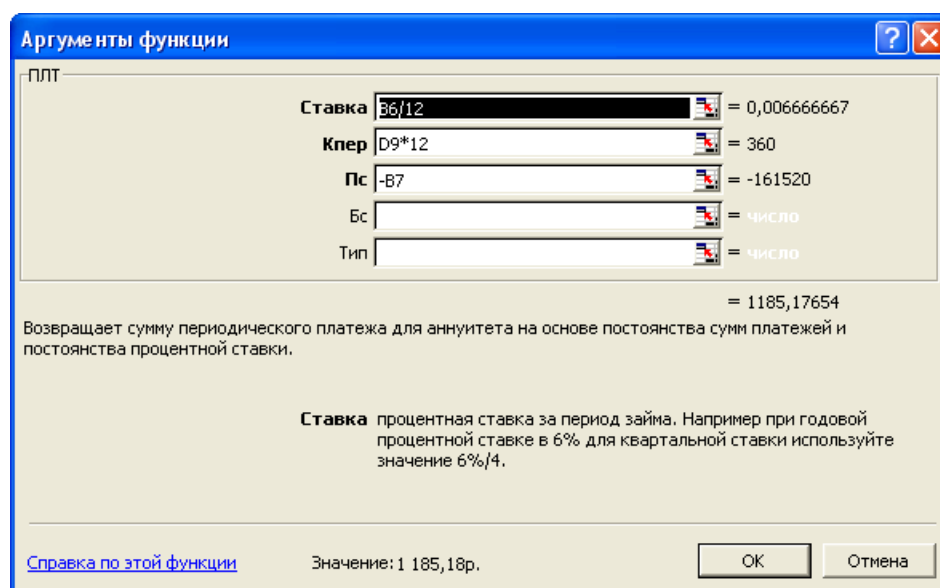 Аргументы функции
ПЛТ
Ставка B6/12 = 0,006666667
Кпер D9*12 = 360
Пс -B7 = -161520
Бс = число
Тип = число
= 1185,17654
Возвращает сумму периодического платежа для аннуитета на основе постоянства сумм платежей и
постоянства процентной ставки.
Ставка процентная ставка за период займа. Например при годовой
процентной ставке в 6% для квартальной ставки используйте
значение 6%/4.
Справка по этой функции Значение: 1 185,18р. OK Отмена